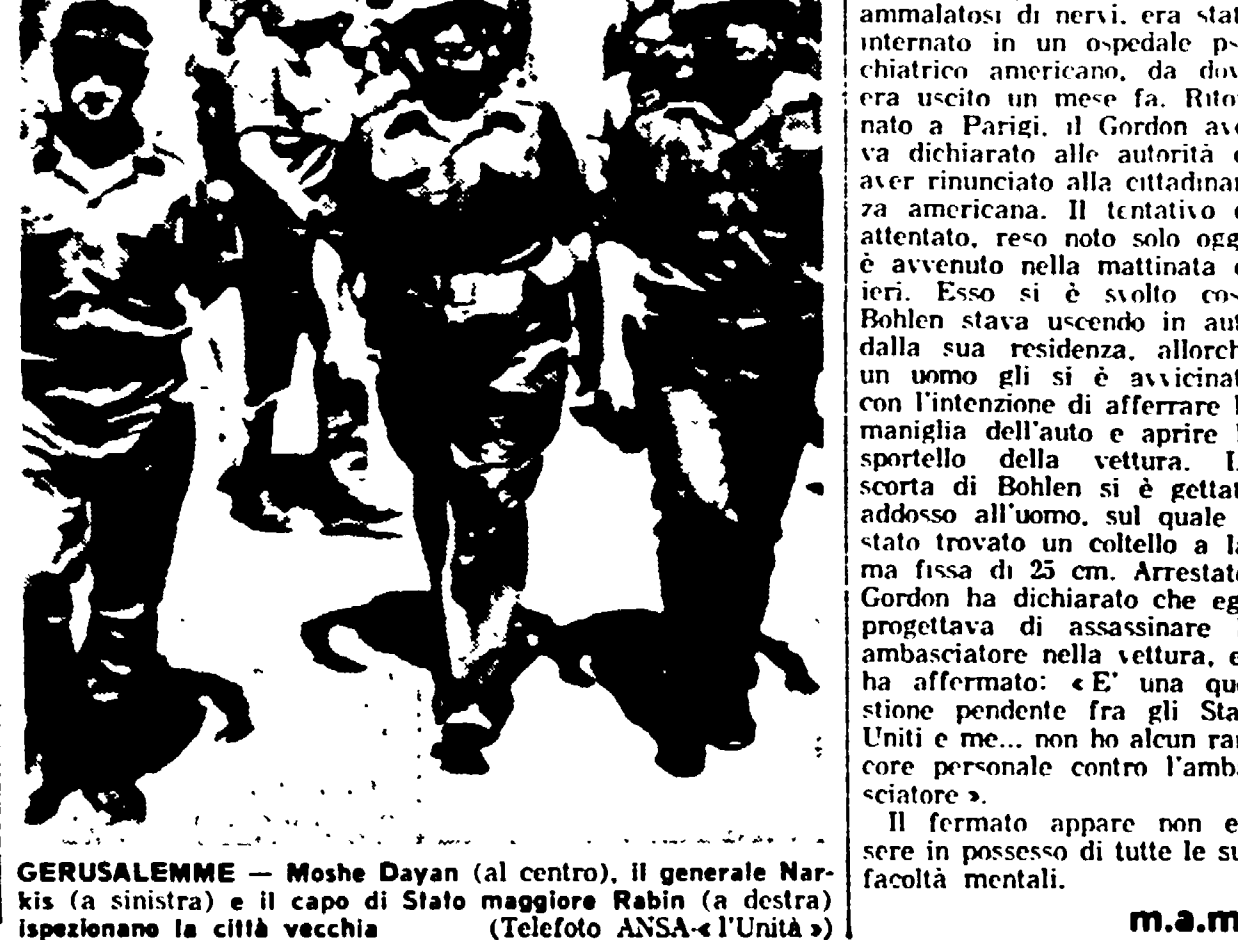 GERUSALEMME — Moshe Dayan (al centro), il generale Nar-
kis (a sinistra) e il capo di Stato maggiore Rabin (a destra)
ispezionano la città vecchia (Telefoto ANSA-« l'Unità »)
ammalatosi di nervi. era stat
internato in un ospedale ps
chiatrico americano, da dov
era uscito un mese fa. Ritor
nato a Parigi, il Gordon ave
va dichiarato alle autorità d
aver rinunciato alla cittadinan
za americana. Il tentativo d
attentato, reso noto solo ogg
è avvenuto nella mattinata d
ieri. Esso si è svolto cos
Bohlen stava uscendo in aut
dalla sua residenza, allorch
un uomo gli si è avvicinat
con l'intenzione di afferrare l
maniglia dell'auto e aprire l
sportello della vettura. L
scorta di Bohlen si è gettat
addosso all'uomo, sul quale
stato trovato un coltello a la
ma fissa di 25 cm. Arrestato
Gordon ha dichiarato che eg
progettava di assassinare
ambasciatore nella vettura, e
ha affermato: « E' una que
stione pendente fra gli Sta
Uniti e me... non ho alcun ran
core personale contro l'amba
sciatore ».
Il fermato appare non e
sere in possesso di tutte le su
facoltà mentali.
m.a.m